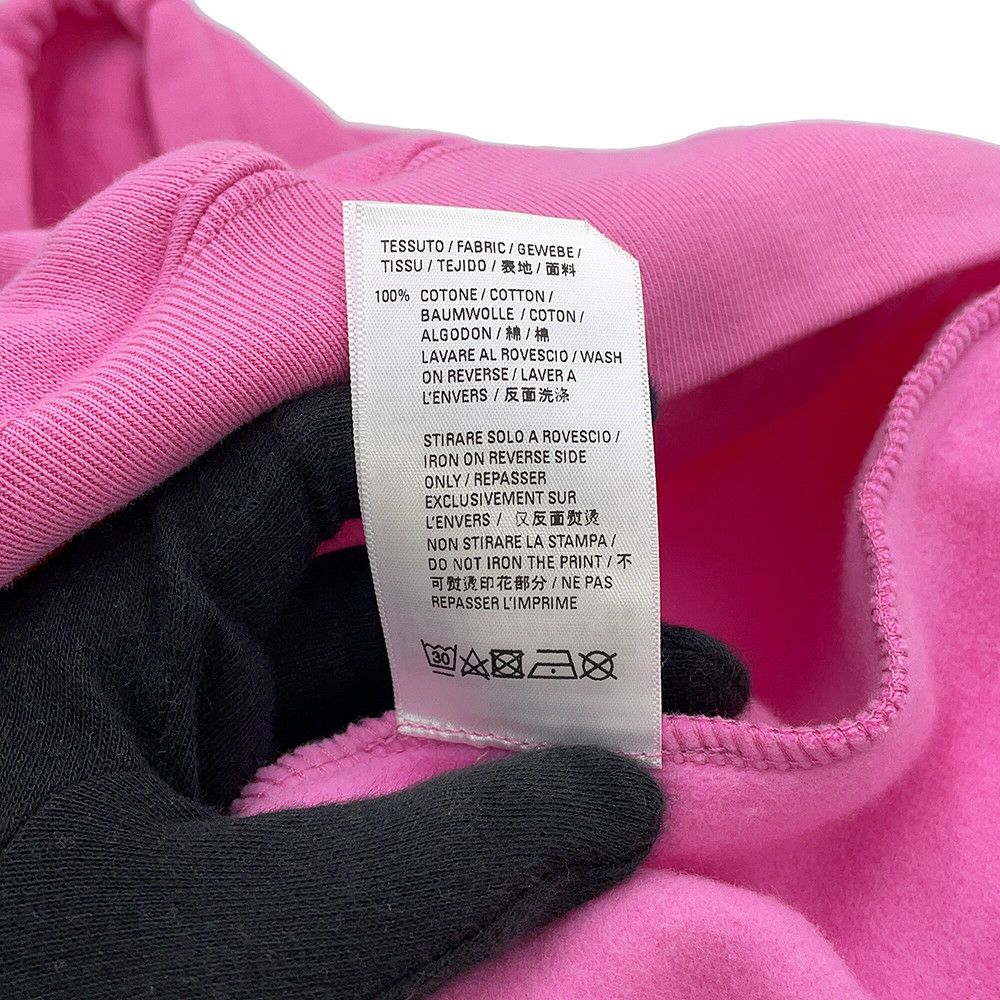 TESSUTO / FABRIC / GEWEBE /
TISSU / TEJIDO / 表地 / 面料
100% COTONE / COTTON /
BAUMWOLLE / COTON /
ALGODON / 綿 / 棉
LAVARE AL ROVESCIO / WASH
ON REVERSE / LAVER A
L'ENVERS / 反面洗涤
STIRARE SOLO A ROVESCIO /
IRON ON REVERSE SIDE
ONLY / REPASSER
EXCLUSIVEMENT SUR
L'ENVERS / 仅反面熨烫
NON STIRARE LA STAMPA /
DO NOT IRON THE PRINT / 不
可熨烫印花部分 / NE PAS
REPASSER L'IMPRIME
30